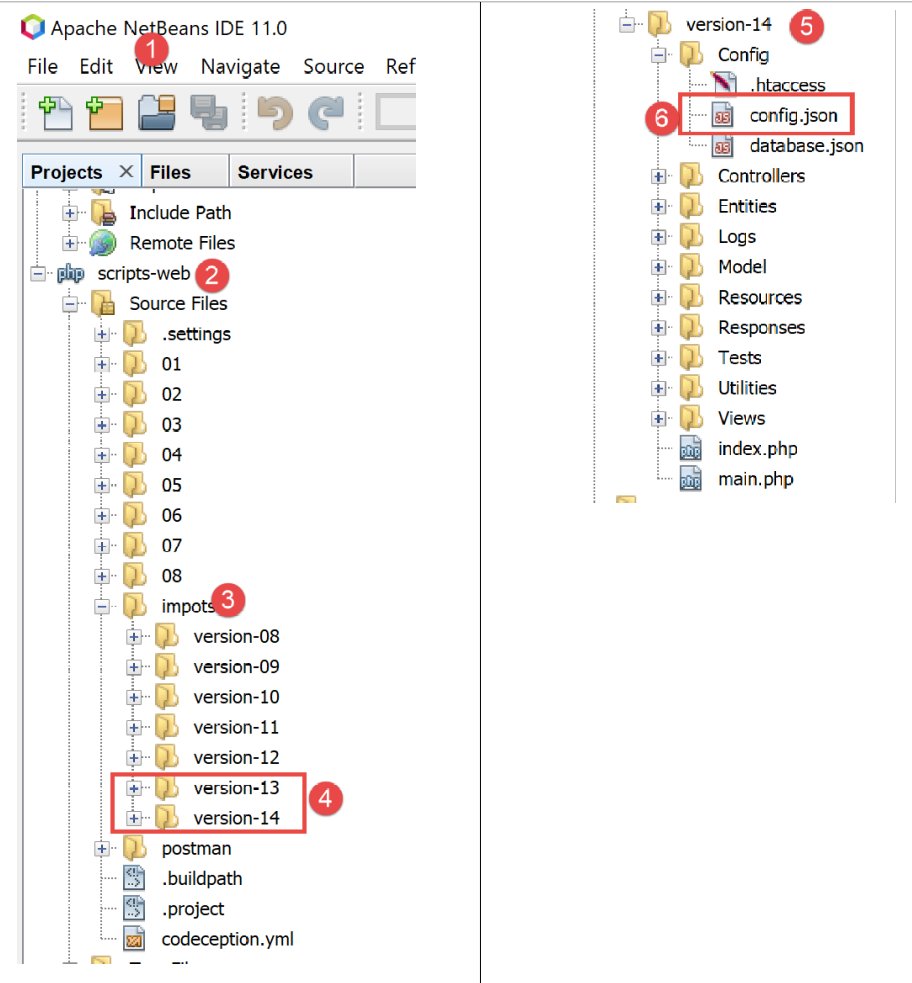 Apache NetBeans IDE 11.0
1
File Edit View Navigate Source Ref
Projects × Files Services
Include Path
Remote Files
php scripts-web 2
Source Files
.settings
01
02
03
04
05
06
07
08
impots 3
version-08
version-09
version-10
version-11
version-12
version-13
4
version-14
postman
.buildpath
.project
codeception.yml
version-14 5
Config
.htaccess
6 config.json
database.json
Controllers
Entities
Logs
Model
Resources
Responses
Tests
Utilities
Views
php index.php
php main.php